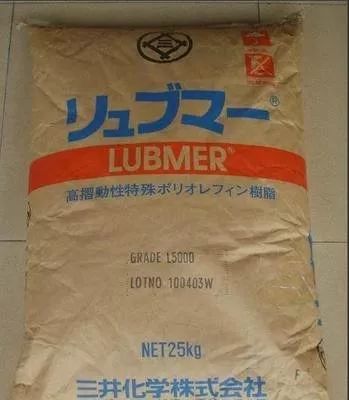 リュブマー®
LUBMER®
高摺動性特殊ポリオレフィン樹脂
GRADE L5000
LOTNO 100403W
NET25kg
三井化学株式会社
F